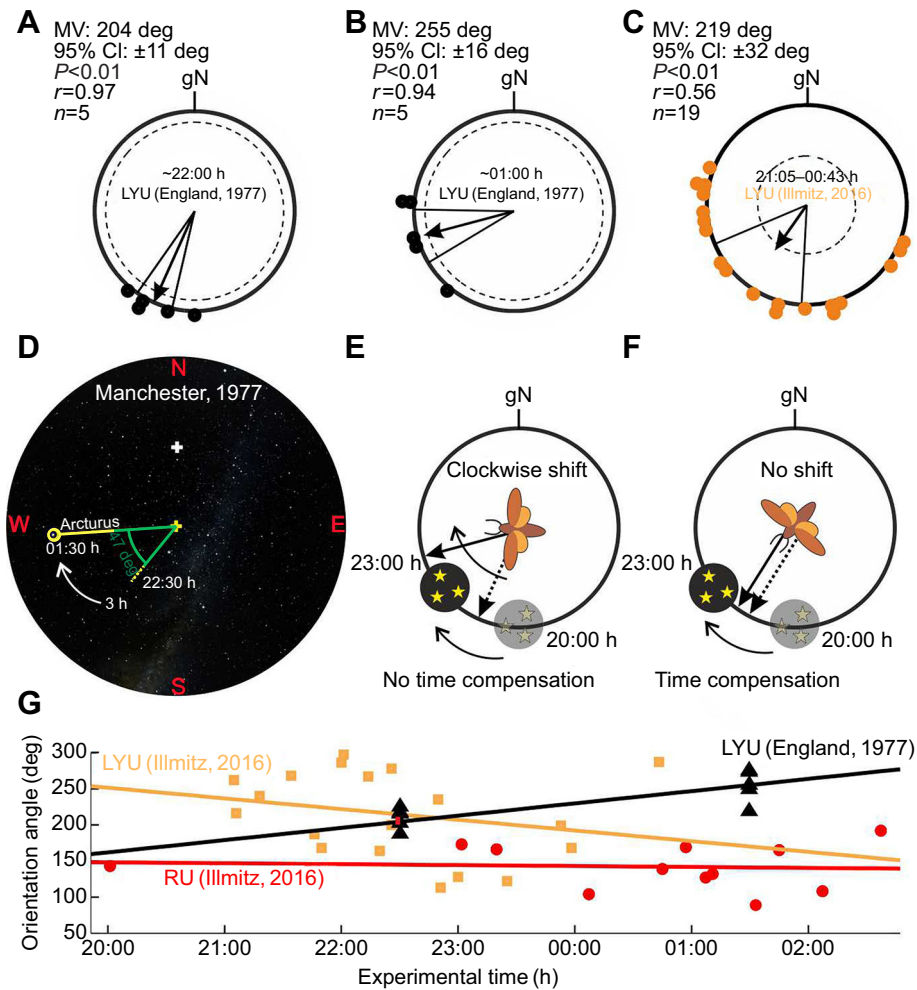 A
MV: 204 deg
95% Cl: ±11 deg
P<0.01
r=0.97
n=5
gN
~22:00 h
LYU (England, 1977)
B
MV: 255 deg
95% Cl: ±16 deg
P<0.01
r=0.94
n=5
gN
~01:00 h
LYU (England, 1977)
C
MV: 219 deg
95% Cl: ±32 deg
P<0.01
r=0.56
n=19
gN
21:05–00:43 h
LYU (Illmitz, 2016)
D
N
Manchester, 1977
W
E
S
Arcturus
01:30 h
47 deg
22:30 h
3 h
E
gN
Clockwise shift
23:00 h
20:00 h
No time compensation
F
gN
No shift
23:00 h
20:00 h
Time compensation
G
Orientation angle (deg)
300
250
200
150
100
50
LYU (Illmitz, 2016)
LYU (England, 1977)
RU (Illmitz, 2016)
20:00
21:00
22:00
23:00
00:00
01:00
02:00
Experimental time (h)